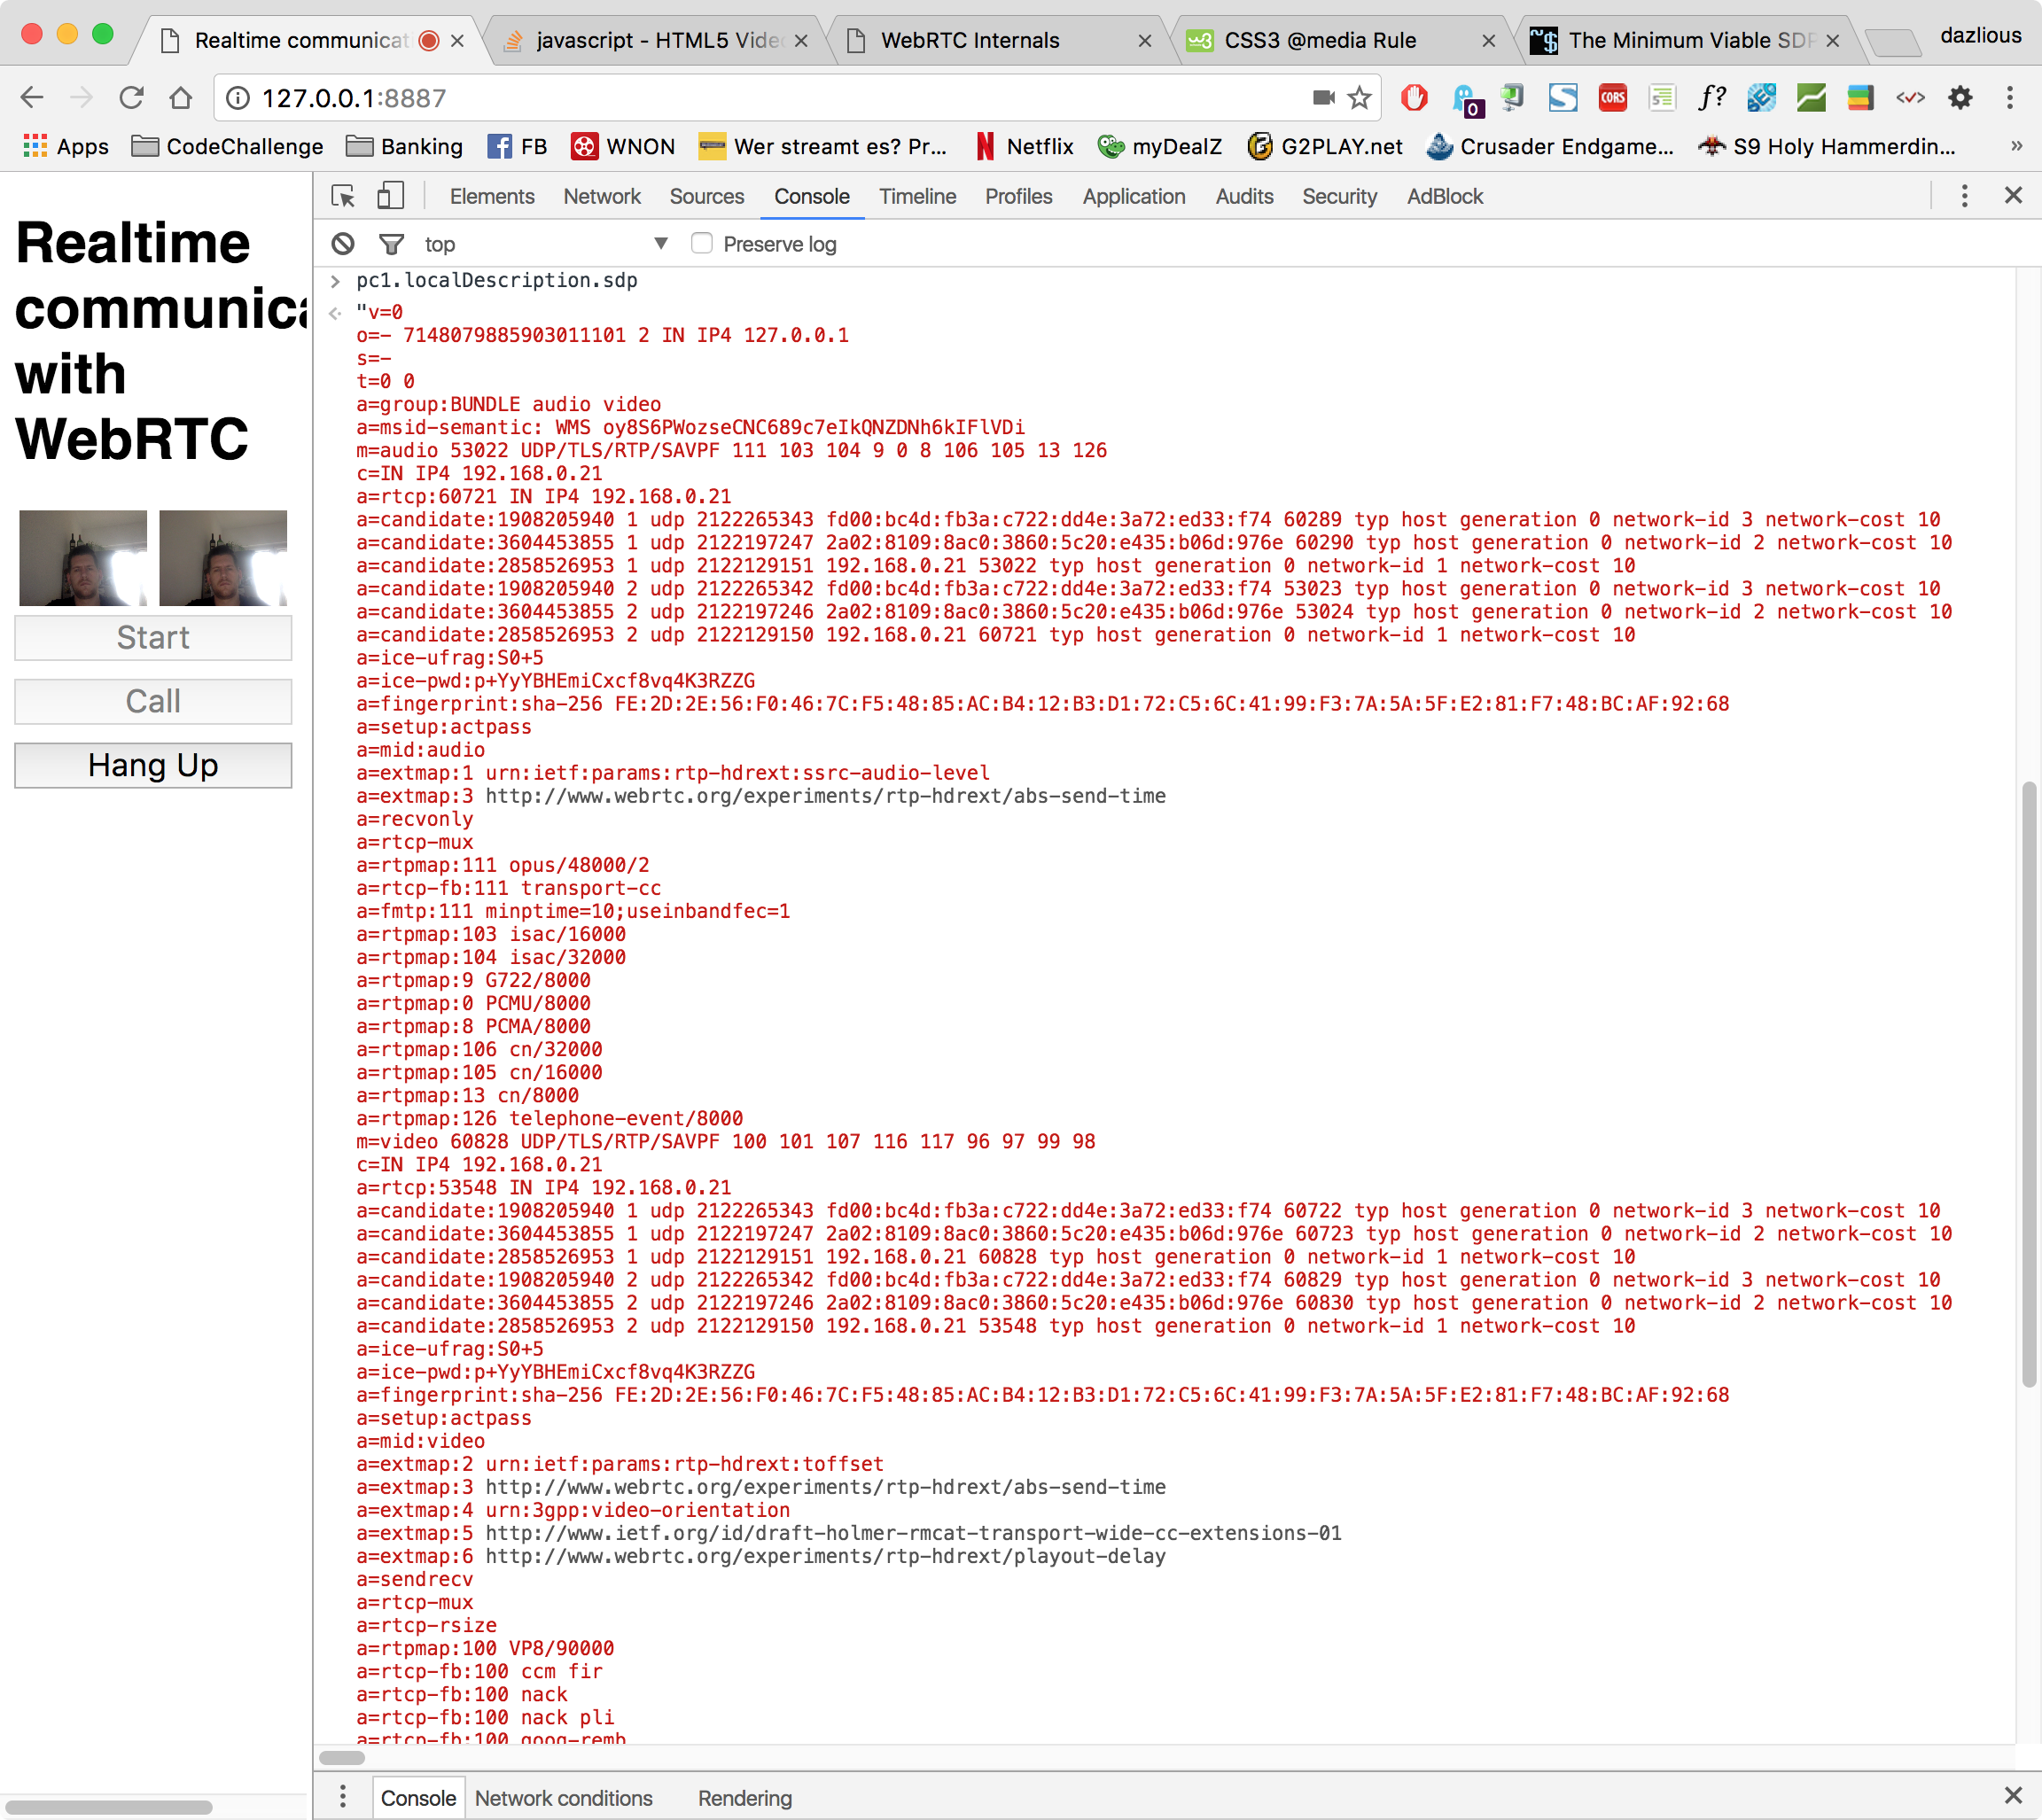 Realtime communicat
javascript - HTML5 Vide
WebRTC Internals
CSS3 @media Rule
The Minimum Viable SDP
dazlious
127.0.0.1:8887
Apps
CodeChallenge
Banking
FB
WNON
Wer streamt es? Pr...
Netflix
myDealZ
G2PLAY.net
Crusader Endgame...
S9 Holy Hammerdin...
»
Realtime
communica
with
WebRTC
Start
Call
Hang Up
Elements
Network
Sources
Console
Timeline
Profiles
Application
Audits
Security
AdBlock
top
Preserve log
pc1.localDescription.sdp
"v=0
o=- 7148079885903011101 2 IN IP4 127.0.0.1
s=-
t=0 0
a=group:BUNDLE audio video
a=msid-semantic: WMS oy8S6PWozseCNC689c7eIkQNZDNh6kIFlVDi
m=audio 53022 UDP/TLS/RTP/SAVPF 111 103 104 9 0 8 106 105 13 126
c=IN IP4 192.168.0.21
a=rtcp:60721 IN IP4 192.168.0.21
a=candidate:1908205940 1 udp 2122265343 fd00:bc4d:fb3a:c722:dd4e:3a72:ed33:f74 60289 typ host generation 0 network-id 3 network-cost 10
a=candidate:3604453855 1 udp 2122197247 2a02:8109:8ac0:3860:5c20:e435:b06d:976e 60290 typ host generation 0 network-id 2 network-cost 10
a=candidate:2858526953 1 udp 2122129151 192.168.0.21 53022 typ host generation 0 network-id 1 network-cost 10
a=candidate:1908205940 2 udp 2122265342 fd00:bc4d:fb3a:c722:dd4e:3a72:ed33:f74 53023 typ host generation 0 network-id 3 network-cost 10
a=candidate:3604453855 2 udp 2122197246 2a02:8109:8ac0:3860:5c20:e435:b06d:976e 53024 typ host generation 0 network-id 2 network-cost 10
a=candidate:2858526953 2 udp 2122129150 192.168.0.21 60721 typ host generation 0 network-id 1 network-cost 10
a=ice-ufrag:S0+5
a=ice-pwd:p+YyYBHEmiCxcf8vq4K3RZZG
a=fingerprint:sha-256 FE:2D:2E:56:F0:46:7C:F5:48:85:AC:B4:12:B3:D1:72:C5:6C:41:99:F3:7A:5A:5F:E2:81:F7:48:BC:AF:92:68
a=setup:actpass
a=mid:audio
a=extmap:1 urn:ietf:params:rtp-hdrext:ssrc-audio-level
a=extmap:3 http://www.webrtc.org/experiments/rtp-hdrext/abs-send-time
a=recvonly
a=rtcp-mux
a=rtpmap:111 opus/48000/2
a=rtcp-fb:111 transport-cc
a=fmtp:111 minptime=10;useinbandfec=1
a=rtpmap:103 isac/16000
a=rtpmap:104 isac/32000
a=rtpmap:9 G722/8000
a=rtpmap:0 PCMU/8000
a=rtpmap:8 PCMA/8000
a=rtpmap:106 cn/32000
a=rtpmap:105 cn/16000
a=rtpmap:13 cn/8000
a=rtpmap:126 telephone-event/8000
m=video 60828 UDP/TLS/RTP/SAVPF 100 101 107 116 117 96 97 99 98
c=IN IP4 192.168.0.21
a=rtcp:53548 IN IP4 192.168.0.21
a=candidate:1908205940 1 udp 2122265343 fd00:bc4d:fb3a:c722:dd4e:3a72:ed33:f74 60722 typ host generation 0 network-id 3 network-cost 10
a=candidate:3604453855 1 udp 2122197247 2a02:8109:8ac0:3860:5c20:e435:b06d:976e 60723 typ host generation 0 network-id 2 network-cost 10
a=candidate:2858526953 1 udp 2122129151 192.168.0.21 60828 typ host generation 0 network-id 1 network-cost 10
a=candidate:1908205940 2 udp 2122265342 fd00:bc4d:fb3a:c722:dd4e:3a72:ed33:f74 60829 typ host generation 0 network-id 3 network-cost 10
a=candidate:3604453855 2 udp 2122197246 2a02:8109:8ac0:3860:5c20:e435:b06d:976e 60830 typ host generation 0 network-id 2 network-cost 10
a=candidate:2858526953 2 udp 2122129150 192.168.0.21 53548 typ host generation 0 network-id 1 network-cost 10
a=ice-ufrag:S0+5
a=ice-pwd:p+YyYBHEmiCxcf8vq4K3RZZG
a=fingerprint:sha-256 FE:2D:2E:56:F0:46:7C:F5:48:85:AC:B4:12:B3:D1:72:C5:6C:41:99:F3:7A:5A:5F:E2:81:F7:48:BC:AF:92:68
a=setup:actpass
a=mid:video
a=extmap:2 urn:ietf:params:rtp-hdrext:toffset
a=extmap:3 http://www.webrtc.org/experiments/rtp-hdrext/abs-send-time
a=extmap:4 urn:3gpp:video-orientation
a=extmap:5 http://www.ietf.org/id/draft-holmer-rmcat-transport-wide-cc-extensions-01
a=extmap:6 http://www.webrtc.org/experiments/rtp-hdrext/playout-delay
a=sendrecv
a=rtcp-mux
a=rtcp-rsize
a=rtpmap:100 VP8/90000
a=rtcp-fb:100 ccm fir
a=rtcp-fb:100 nack
a=rtcp-fb:100 nack pli
a=rtcp-fb:100 goog-remb
Console
Network conditions
Rendering